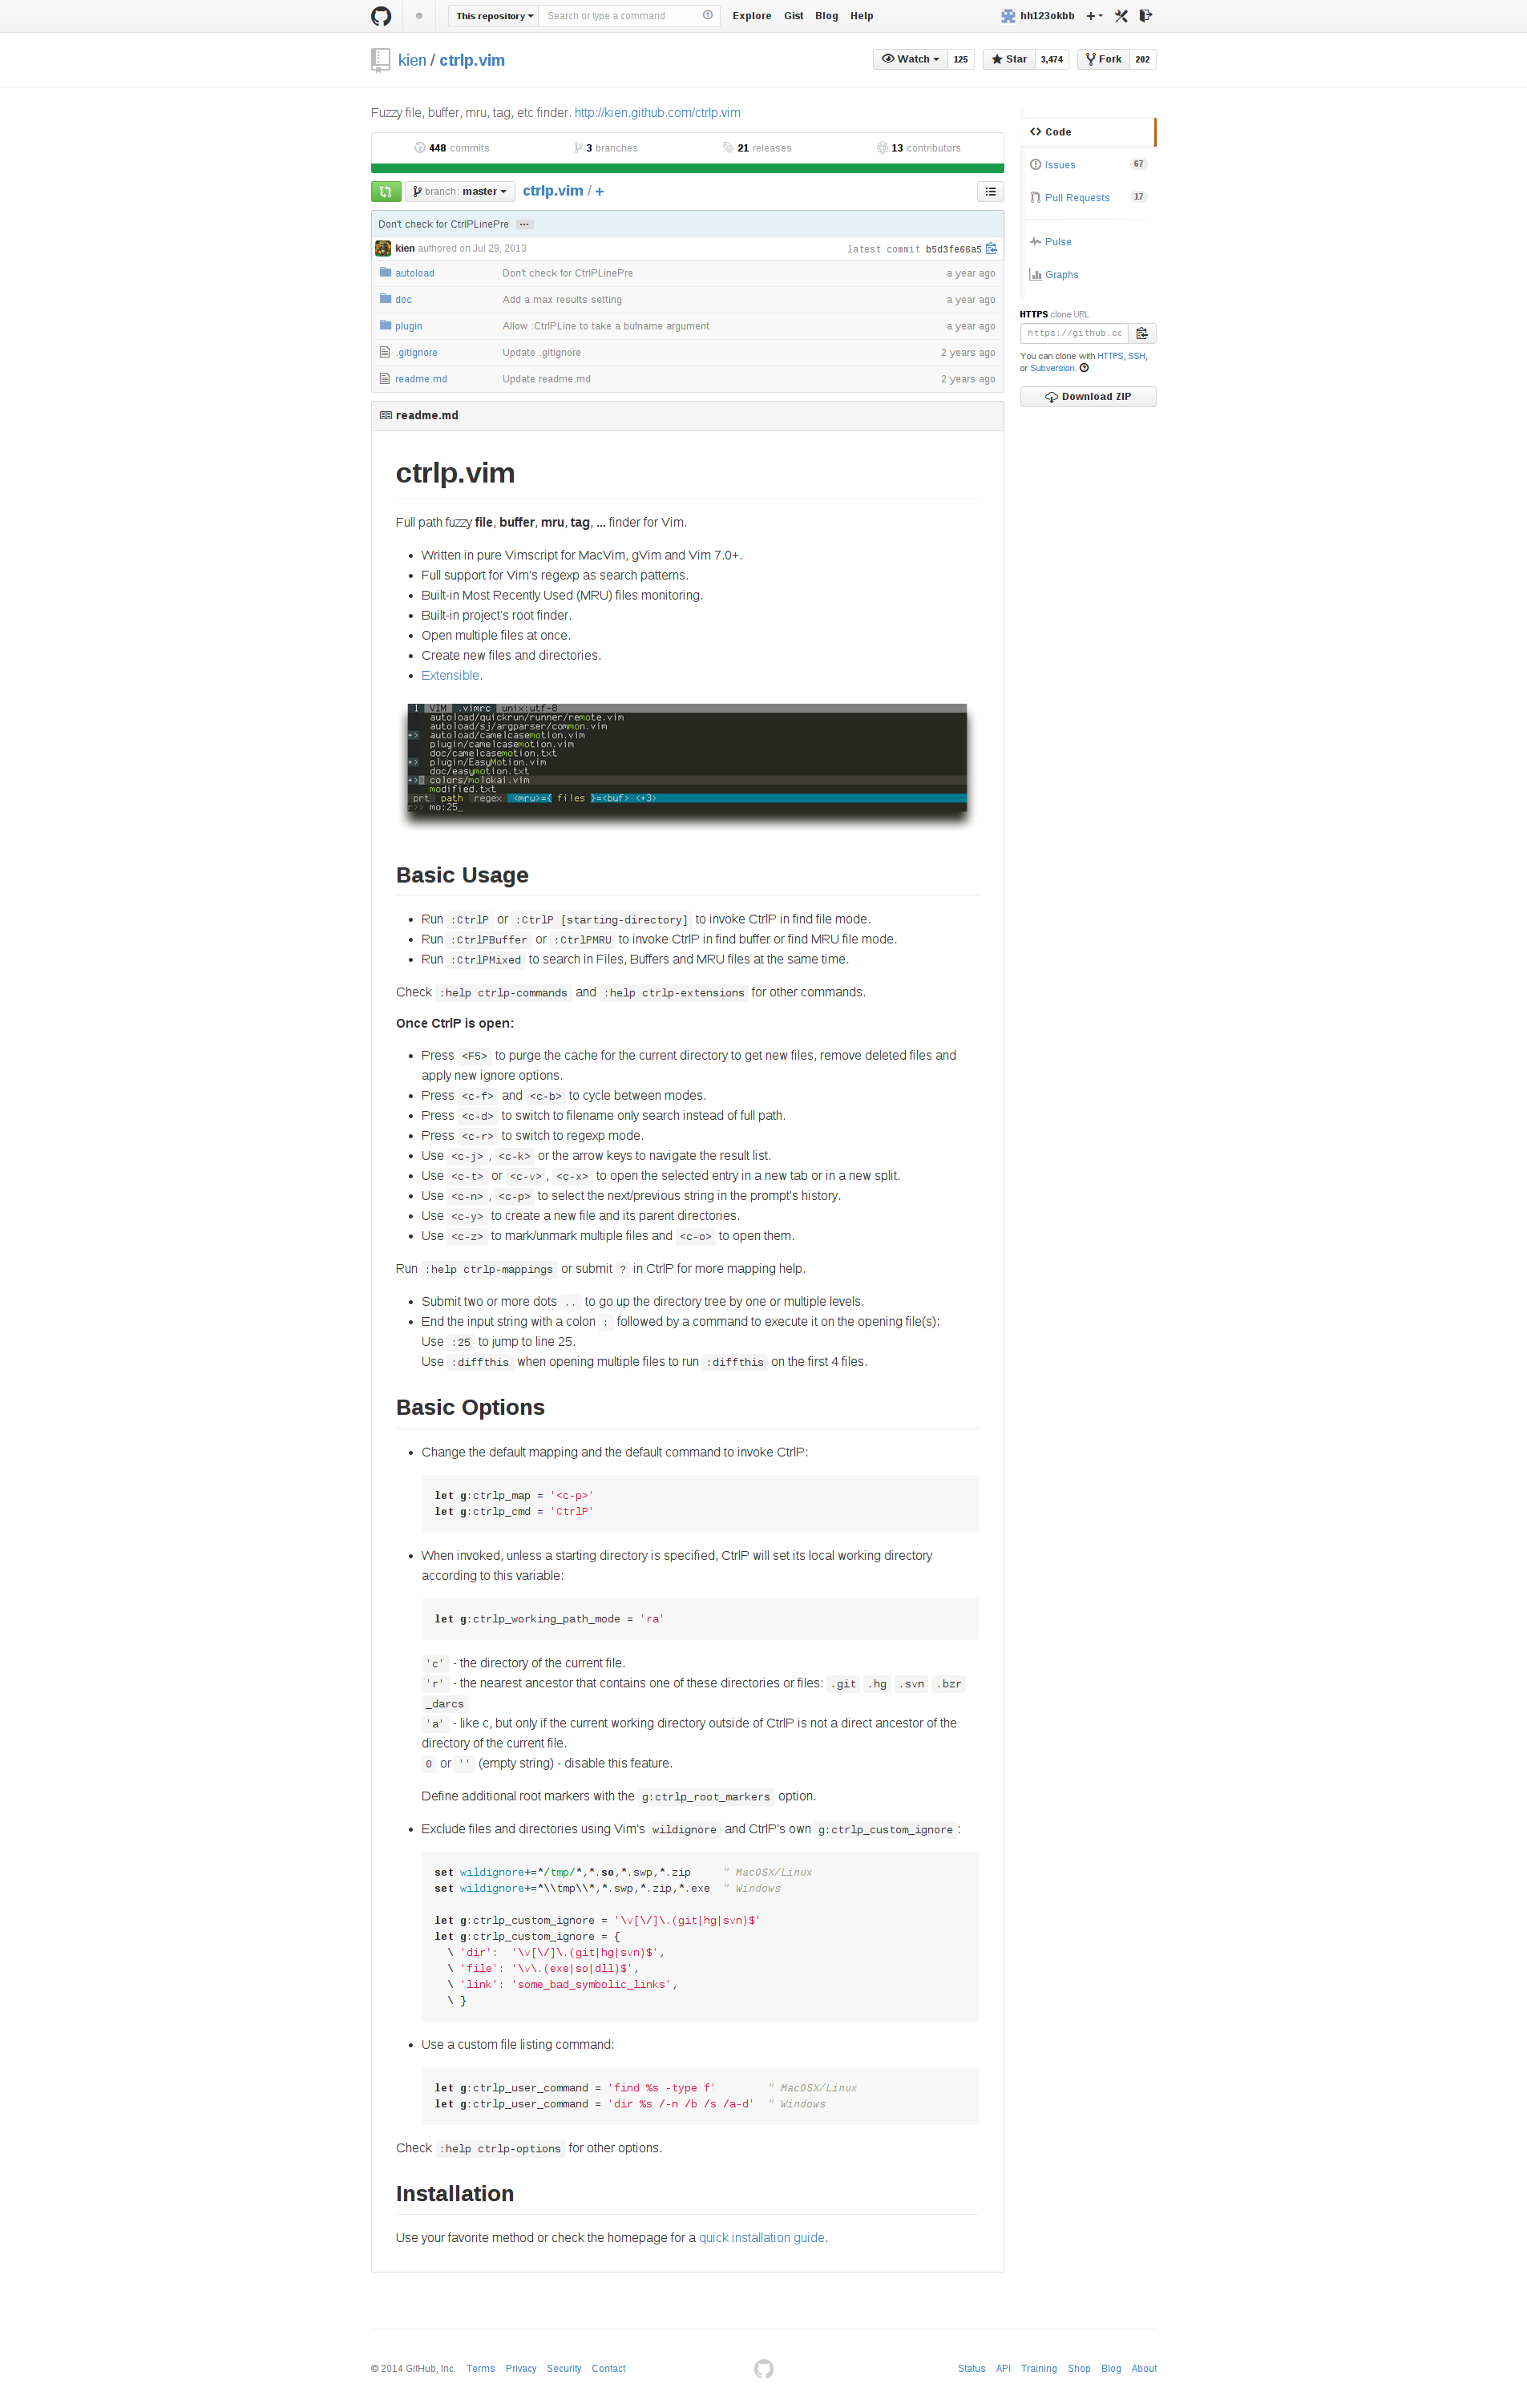 This repository Search or type a command Explore Gist Blog Help hh123okbb
kien / ctrlp.vim Watch 125 Star 3,474 Fork 202
Fuzzy file, buffer, mru, tag, etc finder. http://kien.github.com/ctrlp.vim
448 commits 3 branches 21 releases 13 contributors
branch: master ctrlp.vim / +
Don't check for CtrlPLinePre ...
kien authored on Jul 29, 2013 latest commit b5d3fe66a5
autoload Don't check for CtrlPLinePre a year ago
doc Add a max results setting a year ago
plugin Allow :CtrlPLine to take a bufname argument a year ago
.gitignore Update .gitignore 2 years ago
readme.md Update readme.md 2 years ago
Code
Issues 67
Pull Requests 17
Pulse
Graphs
HTTPS clone URL
https://github.cc
You can clone with HTTPS, SSH,
or Subversion.
Download ZIP
readme.md
ctrlp.vim
Full path fuzzy file, buffer, mru, tag, ... finder for Vim.
• Written in pure Vimscript for MacVim, gVim and Vim 7.0+.
• Full support for Vim's regexp as search patterns.
• Built-in Most Recently Used (MRU) files monitoring.
• Built-in project's root finder.
• Open multiple files at once.
• Create new files and directories.
• Extensible.
1 VIM .vimrc unix:utf-8
autoload/quickrun/runner/remote.vim
autoload/sj/argparser/common.vim
+> autoload/camelcasemotion.vim
plugin/camelcasemotion.vim
doc/camelcasemotion.txt
+> plugin/EasyMotion.vim
doc/easymotion.txt
+>> colors/molokai.vim
modified.txt
prt path regex <mru>={ files }=<buf> <+3>
r>> mo:25_
Basic Usage
• Run :CtrlP or :CtrlP [starting-directory] to invoke CtrlP in find file mode.
• Run :CtrlPBuffer or :CtrlPMRU to invoke CtrlP in find buffer or find MRU file mode.
• Run :CtrlPMixed to search in Files, Buffers and MRU files at the same time.
Check :help ctrlp-commands and :help ctrlp-extensions for other commands.
Once CtrlP is open:
• Press <F5> to purge the cache for the current directory to get new files, remove deleted files and
apply new ignore options.
• Press <c-f> and <c-b> to cycle between modes.
• Press <c-d> to switch to filename only search instead of full path.
• Press <c-r> to switch to regexp mode.
• Use <c-j>, <c-k> or the arrow keys to navigate the result list.
• Use <c-t> or <c-v>, <c-x> to open the selected entry in a new tab or in a new split.
• Use <c-n>, <c-p> to select the next/previous string in the prompt's history.
• Use <c-y> to create a new file and its parent directories.
• Use <c-z> to mark/unmark multiple files and <c-o> to open them.
Run :help ctrlp-mappings or submit ? in CtrlP for more mapping help.
• Submit two or more dots .. to go up the directory tree by one or multiple levels.
• End the input string with a colon : followed by a command to execute it on the opening file(s):
Use :25 to jump to line 25.
Use :diffthis when opening multiple files to run :diffthis on the first 4 files.
Basic Options
• Change the default mapping and the default command to invoke CtrlP:
let g:ctrlp_map = '<c-p>'
let g:ctrlp_cmd = 'CtrlP'
• When invoked, unless a starting directory is specified, CtrlP will set its local working directory
according to this variable:
let g:ctrlp_working_path_mode = 'ra'
'c' - the directory of the current file.
'r' - the nearest ancestor that contains one of these directories or files: .git .hg .svn .bzr
_darcs
'a' - like c, but only if the current working directory outside of CtrlP is not a direct ancestor of the
directory of the current file.
0 or '' (empty string) - disable this feature.
Define additional root markers with the g:ctrlp_root_markers option.
• Exclude files and directories using Vim's wildignore and CtrlP's own g:ctrlp_custom_ignore:
set wildignore+=*/tmp/*,*.so,*.swp,*.zip " MacOSX/Linux
set wildignore+=*\\tmp\\*,*.swp,*.zip,*.exe " Windows
let g:ctrlp_custom_ignore = '\v[\/]\.(git|hg|svn)$'
let g:ctrlp_custom_ignore = {
\ 'dir': '\v[\/]\.(git|hg|svn)$',
\ 'file': '\v\.(exe|so|dll)$',
\ 'link': 'some_bad_symbolic_links',
\ }
• Use a custom file listing command:
let g:ctrlp_user_command = 'find %s -type f' " MacOSX/Linux
let g:ctrlp_user_command = 'dir %s /-n /b /s /a-d' " Windows
Check :help ctrlp-options for other options.
Installation
Use your favorite method or check the homepage for a quick installation guide.
© 2014 GitHub, Inc. Terms Privacy Security Contact Status API Training Shop Blog About